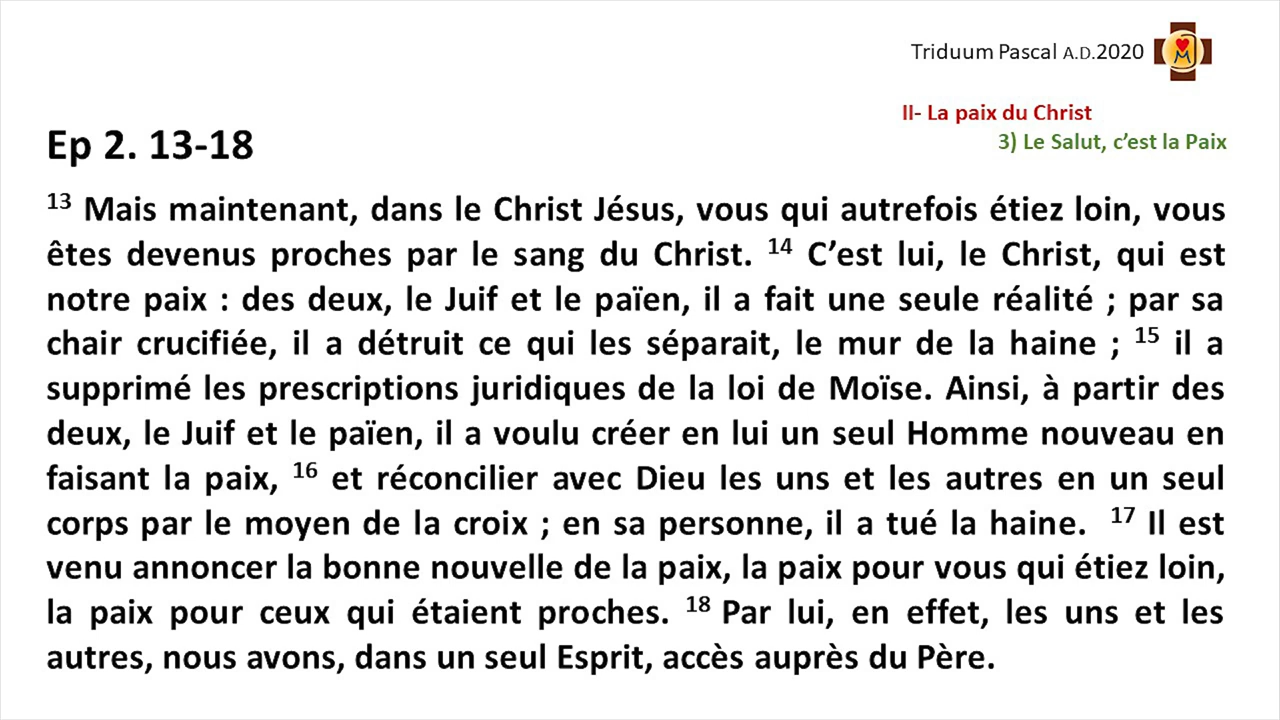 Triduum Pascal A.D.2020
II- La paix du Christ
3) Le Salut, c’est la Paix
Ep 2. 13-18
13 Mais maintenant, dans le Christ Jésus, vous qui autrefois étiez loin, vous
êtes devenus proches par le sang du Christ. 14 C’est lui, le Christ, qui est
notre paix : des deux, le Juif et le païen, il a fait une seule réalité ; par sa
chair crucifiée, il a détruit ce qui les séparait, le mur de la haine ; 15 il a
supprimé les prescriptions juridiques de la loi de Moïse. Ainsi, à partir des
deux, le Juif et le païen, il a voulu créer en lui un seul Homme nouveau en
faisant la paix, 16 et réconcilier avec Dieu les uns et les autres en un seul
corps par le moyen de la croix ; en sa personne, il a tué la haine. 17 Il est
venu annoncer la bonne nouvelle de la paix, la paix pour vous qui étiez loin,
la paix pour ceux qui étaient proches. 18 Par lui, en effet, les uns et les
autres, nous avons, dans un seul Esprit, accès auprès du Père.